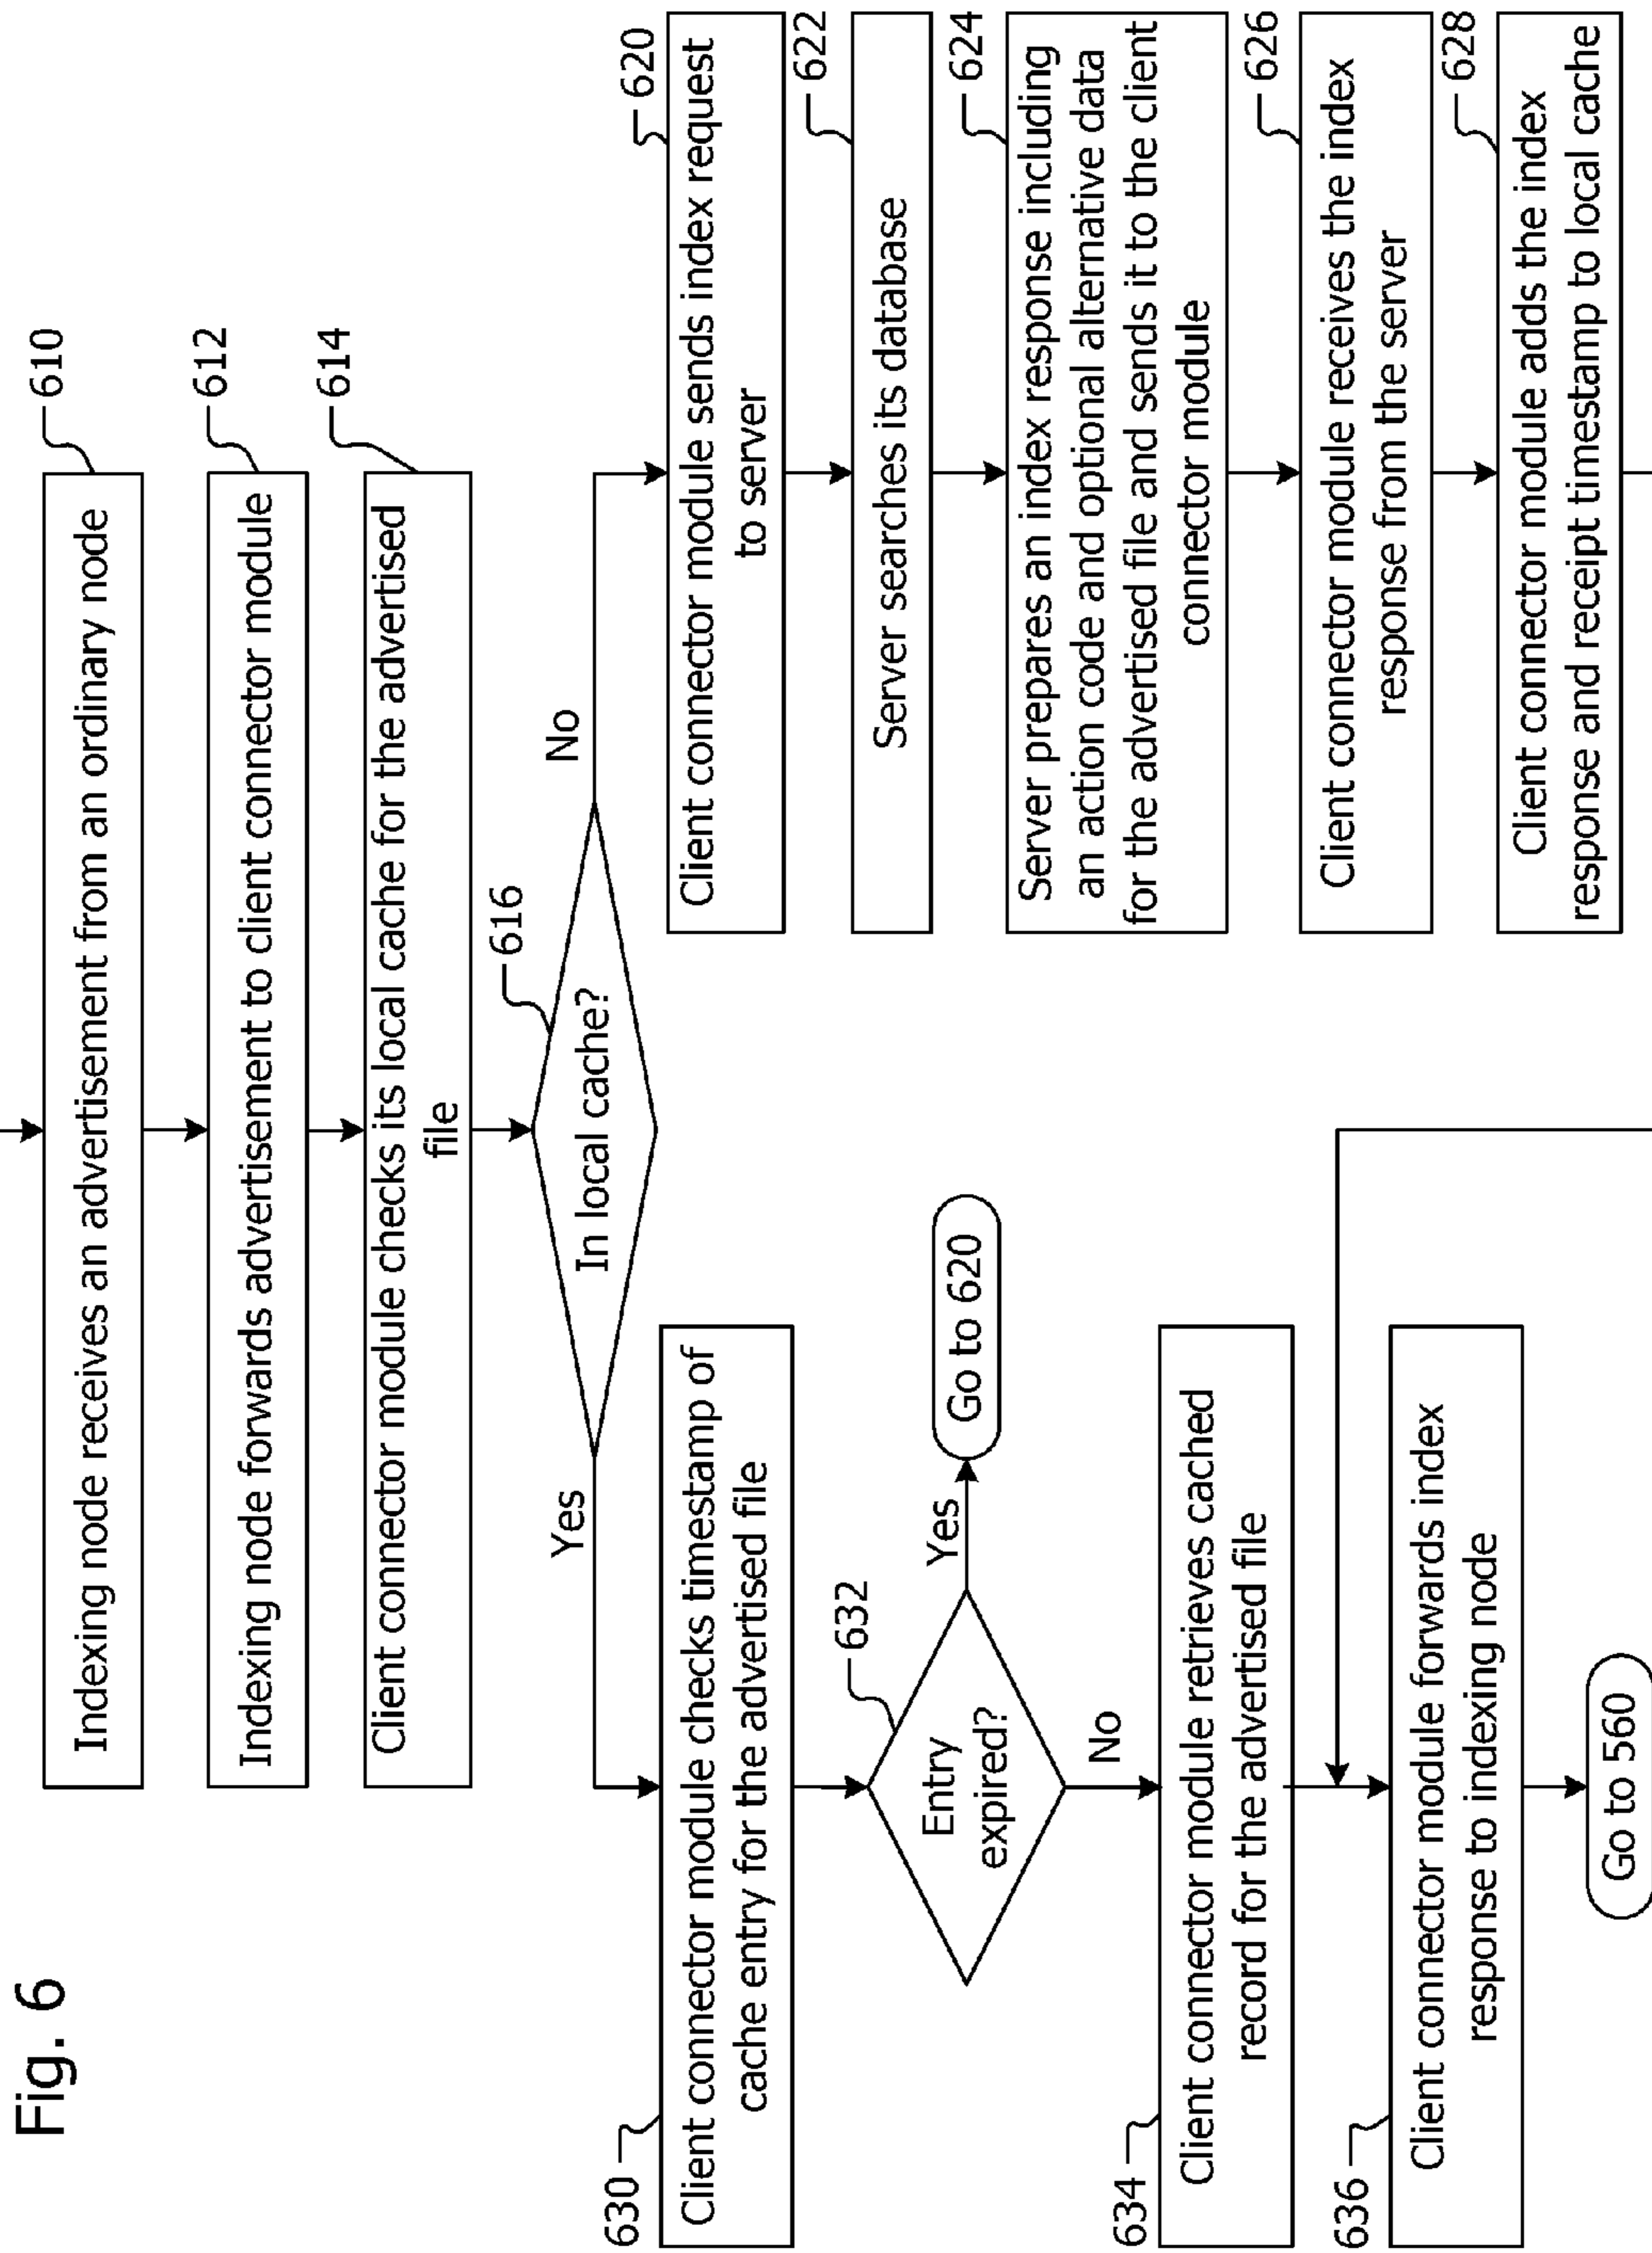 Fig. 6
610
Indexing node receives an advertisement from an ordinary node
612
Indexing node forwards advertisement to client connector module
614
Client connector module checks its local cache for the advertised
file
616
In local cache?
Yes
No
620
Client connector module sends index request
to server
622
Server searches its database
624
Server prepares an index response including
an action code and optional alternative data
for the advertised file and sends it to the client
connector module
626
Client connector module receives the index
response from the server
628
Client connector module adds the index
response and receipt timestamp to local cache
630
Client connector module checks timestamp of
cache entry for the advertised file
632
Entry
expired?
Yes
Go to 620
No
634
Client connector module retrieves cached
record for the advertised file
636
Client connector module forwards index
response to indexing node
Go to 560